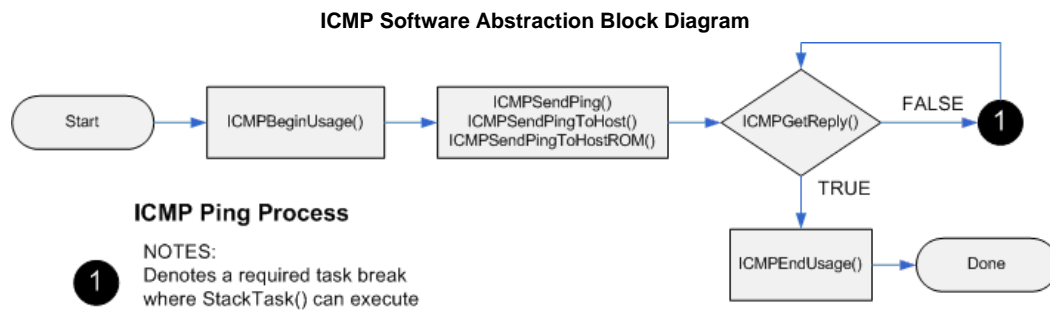 ICMP Software Abstraction Block Diagram
Start
ICMPBeginUsage()
ICMPSendPing()
ICMPSendPingToHost()
ICMPSendPingToHostROM()
ICMPGetReply()
FALSE
1
TRUE
ICMPEndUsage()
Done
ICMP Ping Process
1
NOTES:
Denotes a required task break
where StackTask() can execute